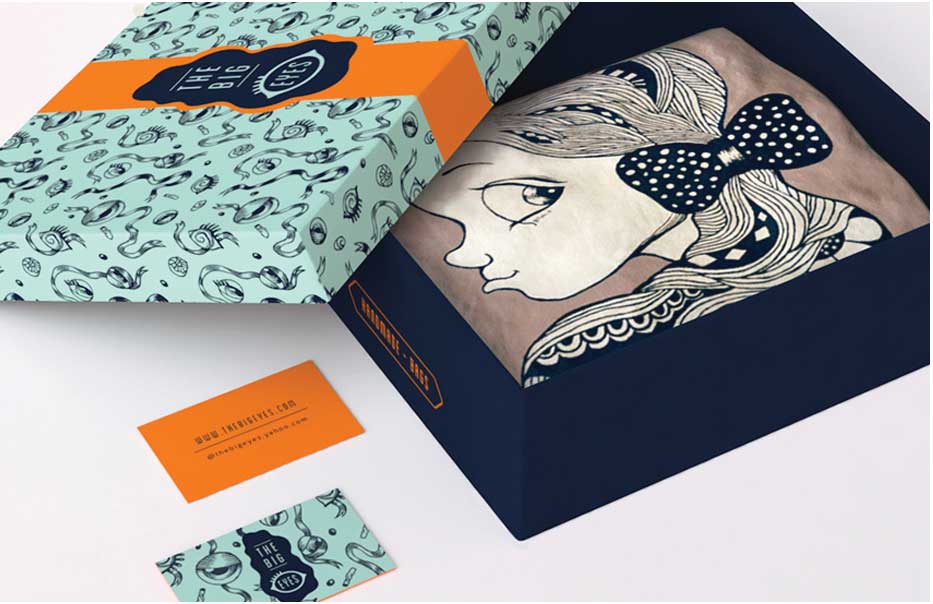 THE
BIG
EYES
HANDMADE - BAGS
WWW.THEBIGEYES.COM
@thebigeyes.yahoo.com
THE
BIG
EYES